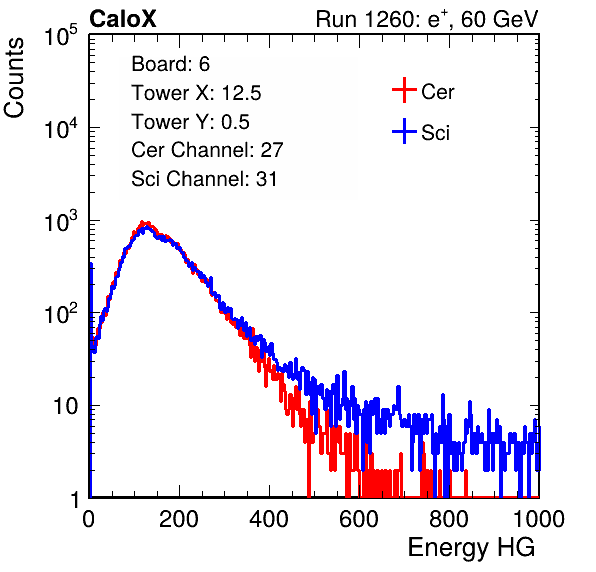 CaloX Run 1260: e⁺, 60 GeV
Counts
Board: 6
Tower X: 12.5
Tower Y: 0.5
Cer Channel: 27
Sci Channel: 31
Cer
Sci
10⁵
10⁴
10³
10²
10
1
0 200 400 600 800 1000
Energy HG